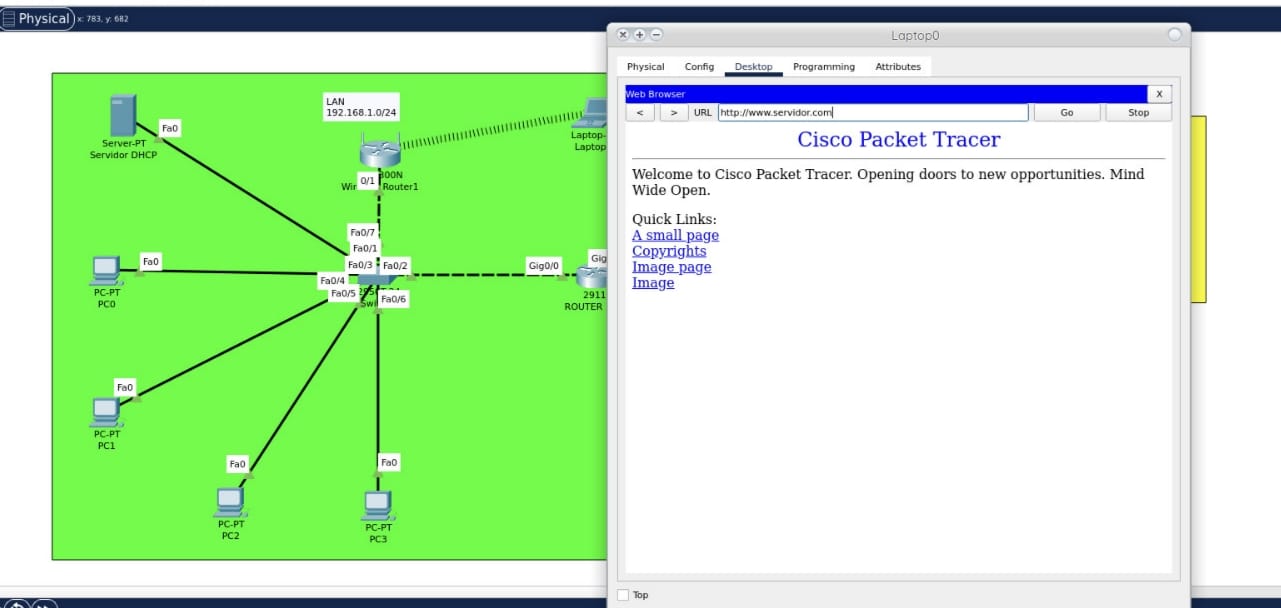 Physical x: 783, y: 682
LAN
192.168.1.0/24
Fa0
Server-PT
Servidor DHCP
Laptop-
Laptop
300N
0/1
Router1
Fa0/7
Fa0/1
Fa0/3
Fa0/2
Fa0/4
Fa0/5
Fa0/6
Gig0/0
Gig
2911
ROUTER
Fa0
PC-PT
PC0
Fa0
PC-PT
PC1
Fa0
PC-PT
PC2
Fa0
PC-PT
PC3
Laptop0
Physical Config Desktop Programming Attributes
Web Browser X
< > URL http://www.servidor.com Go Stop
Cisco Packet Tracer
Welcome to Cisco Packet Tracer. Opening doors to new opportunities. Mind
Wide Open.
Quick Links:
A small page
Copyrights
Image page
Image
Top